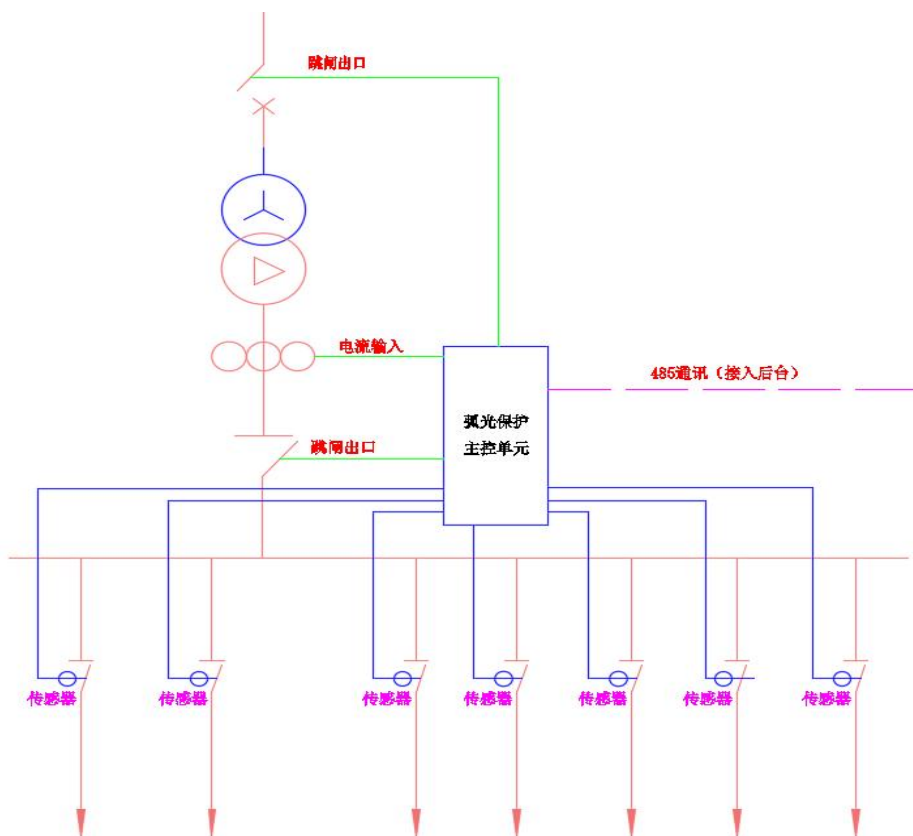 跳闸出口
电流输入
485通讯（接入后台）
弧光保护
主控单元
跳闸出口
传感器
传感器
传感器
传感器
传感器
传感器
传感器